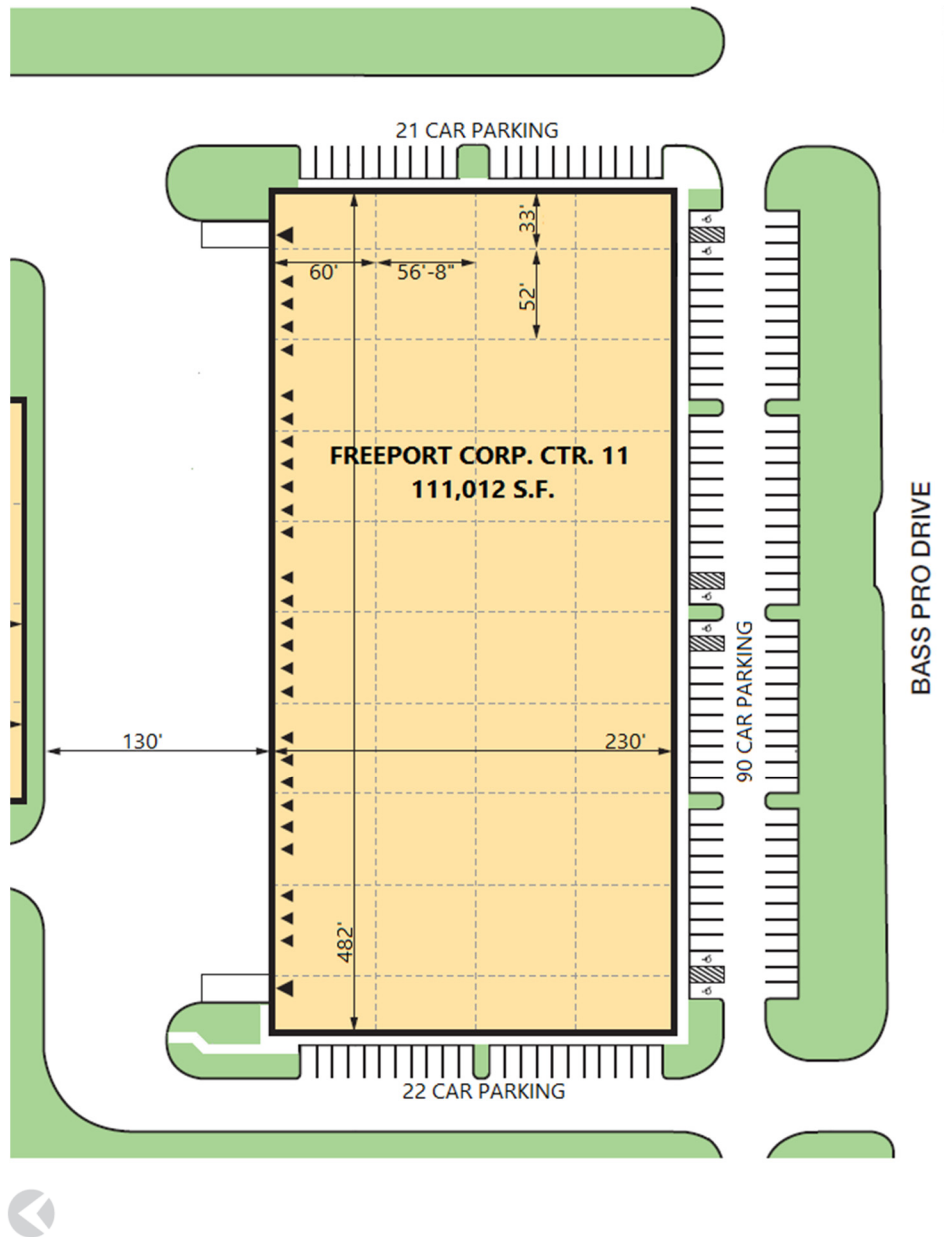 21 CAR PARKING
33'
60'
56'-8"
52'
FREEPORT CORP. CTR. 11
111,012 S.F.
BASS PRO DRIVE
90 CAR PARKING
130'
230'
482'
22 CAR PARKING